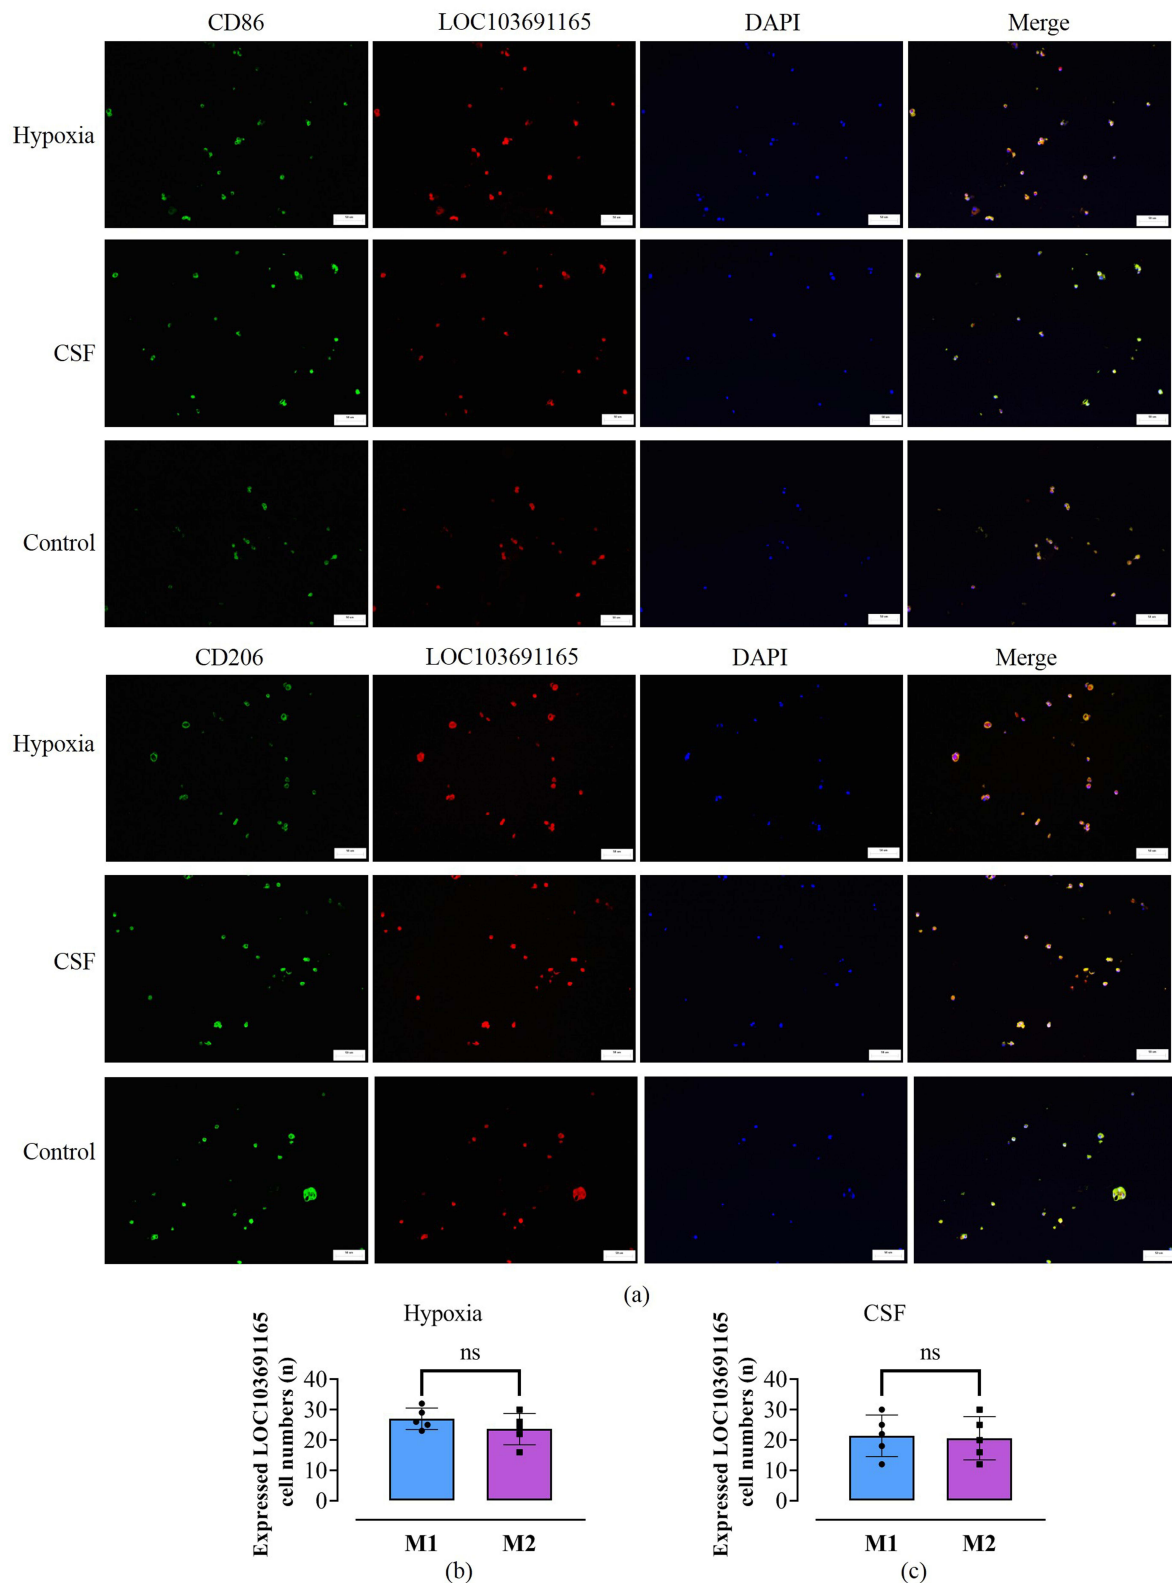 CD86 LOC103691165 DAPI Merge
Hypoxia
CSF
Control
CD206 LOC103691165 DAPI Merge
Hypoxia
CSF
Control
(a)
Hypoxia
Expressed LOC103691165
cell numbers (n)
ns
40
30
20
10
0
M1 M2
(b)
CSF
Expressed LOC103691165
cell numbers (n)
ns
40
30
20
10
0
M1 M2
(c)